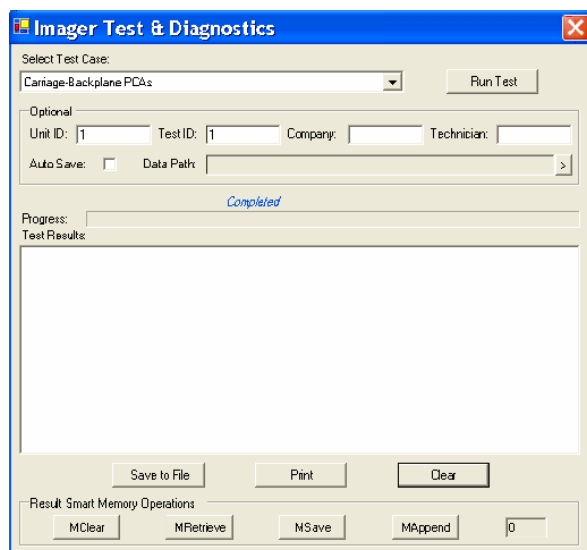 Imager Test & Diagnostics
Select Test Case:
Carriage-Backplane PCAs
Run Test
Optional
Unit ID: 1 Test ID: 1 Company: Technician:
Auto Save: Data Path: >
Completed
Progress:
Test Results:
Save to File Print Clear
Result Smart Memory Operations
MClear MRetrieve MSave MAppend 0